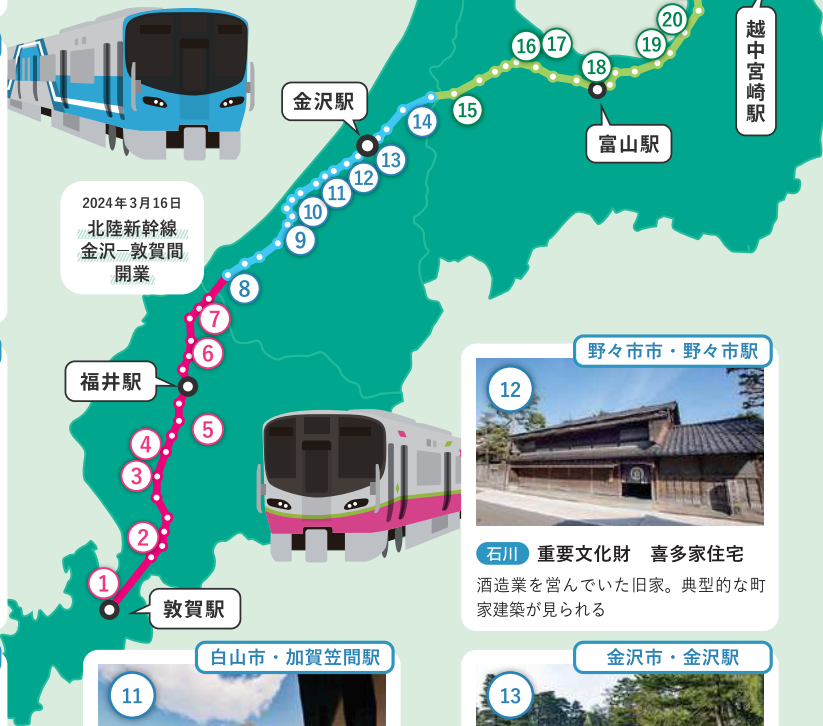 20
越中宮崎駅
16
17
19
18
金沢駅
15
14
富山駅
13
12
11
2024年3月16日
北陸新幹線
金沢―敦賀間
開業
10
9
8
7
6
福井駅
5
4
3
2
1
敦賀駅
野々市市・野々市駅
12
石川 重要文化財 喜多家住宅
酒造業を営んでいた旧家。典型的な町
家建築が見られる
白山市・加賀笠間駅
11
金沢市・金沢駅
13